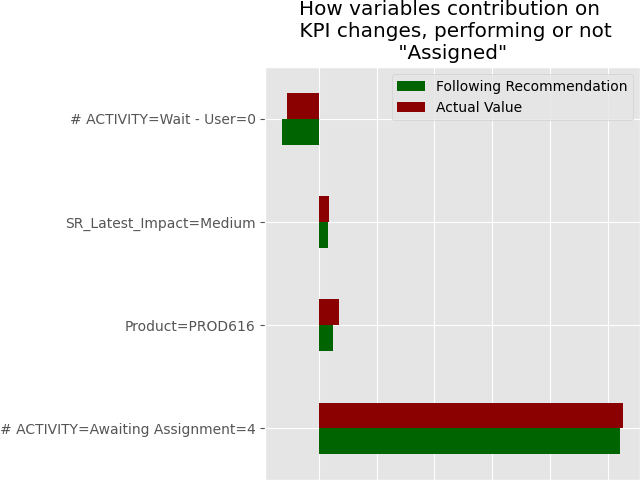 How variables contribution on
KPI changes, performing or not
"Assigned"
Following Recommendation
Actual Value
# ACTIVITY=Wait - User=0
SR_Latest_Impact=Medium
Product=PROD616
# ACTIVITY=Awaiting Assignment=4